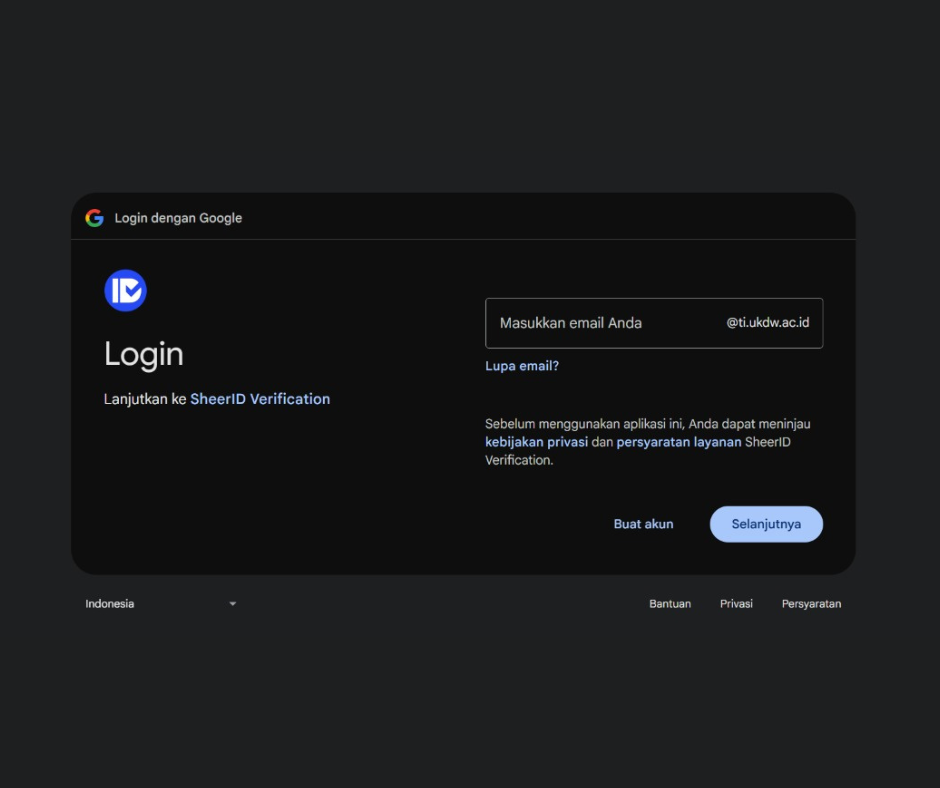 Login dengan Google
Login
Lanjutkan ke SheerID Verification
Masukkan email Anda @ti.ukdw.ac.id
Lupa email?
Sebelum menggunakan aplikasi ini, Anda dapat meninjau
kebijakan privasi dan persyaratan layanan SheerID
Verification.
Buat akun Selanjutnya
Indonesia Bantuan Privasi Persyaratan